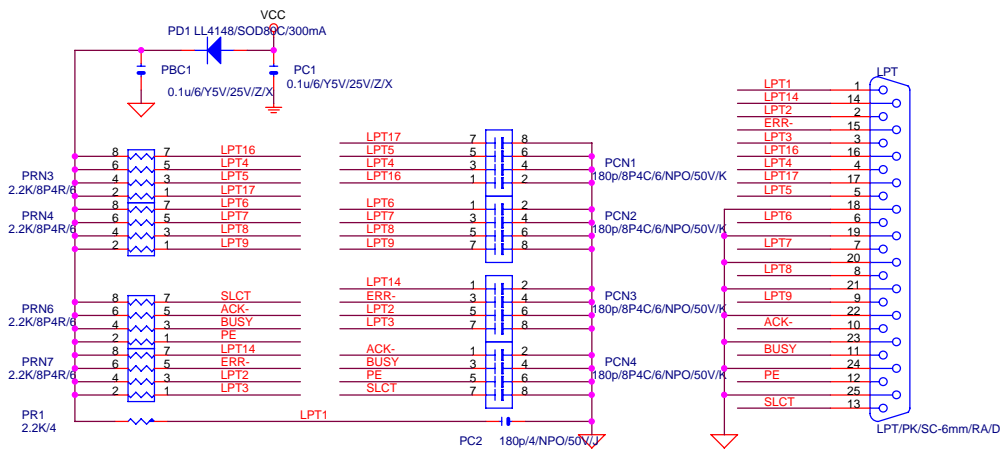 VCC
PD1 LL4148/SOD80C/300mA
PBC1
0.1u/6/Y5V/25V/Z/X
PC1
0.1u/6/Y5V/25V/Z/X
PRN3
2.2K/8P4R/6
8 7 LPT16
6 5 LPT4
4 3 LPT5
2 1 LPT17
PRN4
2.2K/8P4R/6
8 7 LPT6
6 5 LPT7
4 3 LPT8
2 1 LPT9
PRN6
2.2K/8P4R/6
8 7 SLCT
6 5 ACK-
4 3 BUSY
2 1 PE
PRN7
2.2K/8P4R/6
8 7 LPT14
6 5 ERR-
4 3 LPT2
2 1 LPT3
PR1
2.2K/4
LPT1
PC2 180p/4/NPO/50V/J
LPT17 7 8
LPT5 5 6
LPT4 3 4
LPT16 1 2
PCN1
180p/8P4C/6/NPO/50V/K
LPT6 1 2
LPT7 3 4
LPT8 5 6
LPT9 7 8
PCN2
180p/8P4C/6/NPO/50V/K
LPT14 1 2
ERR- 3 4
LPT2 5 6
LPT3 7 8
PCN3
180p/8P4C/6/NPO/50V/K
ACK- 1 2
BUSY 3 4
PE 5 6
SLCT 7 8
PCN4
180p/8P4C/6/NPO/50V/K
LPT
LPT1 1
LPT14 14
LPT2 2
ERR- 15
LPT3 3
LPT16 16
LPT4 4
LPT17 17
LPT5 5
18
LPT6 6
19
LPT7 7
20
LPT8 8
21
LPT9 9
22
ACK- 10
23
BUSY 11
24
PE 12
25
SLCT 13
LPT/PK/SC-6mm/RA/D